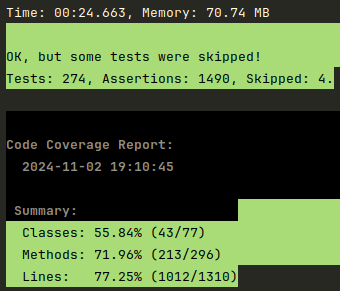 Time: 00:24.663, Memory: 70.74 MB
OK, but some tests were skipped!
Tests: 274, Assertions: 1490, Skipped: 4.
Code Coverage Report:
2024-11-02 19:10:45
Summary:
Classes: 55.84% (43/77)
Methods: 71.96% (213/296)
Lines: 77.25% (1012/1310)